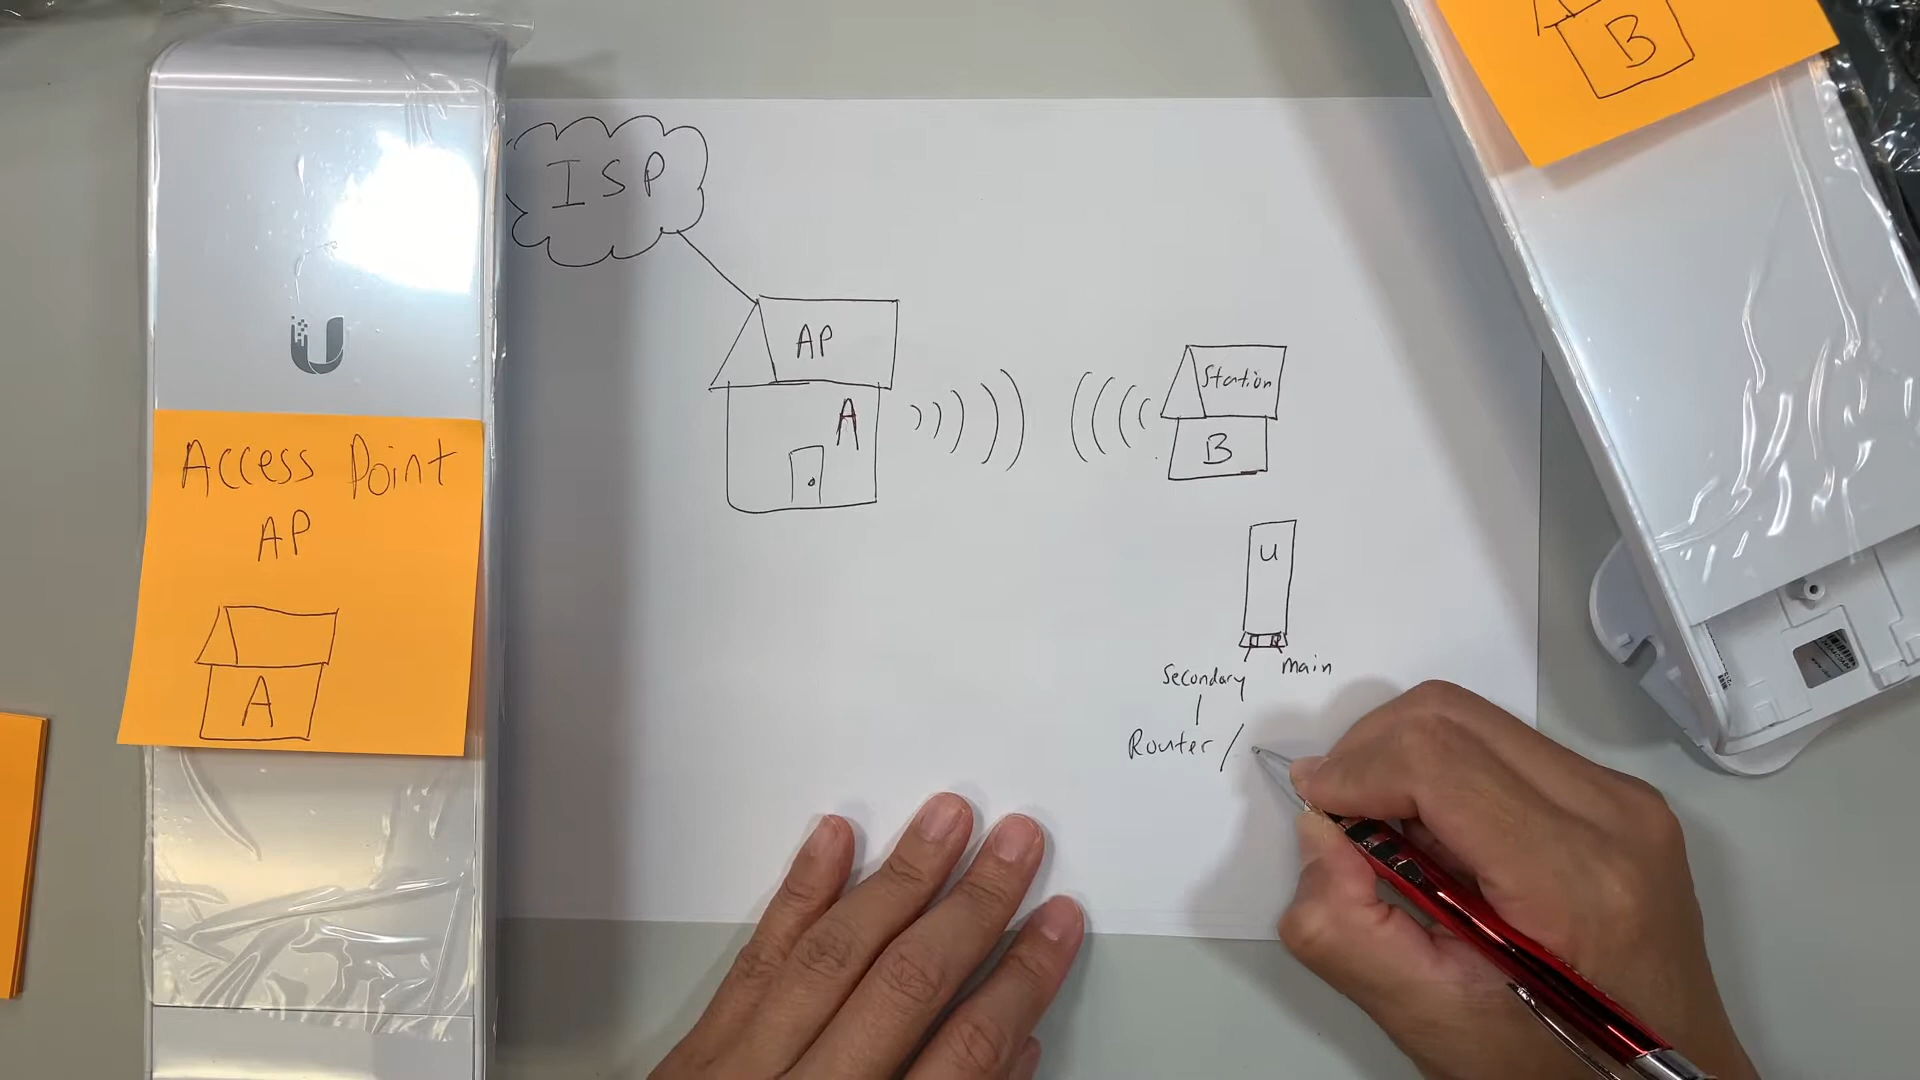 B
ISP
AP
A
Station
B
U
Access Point
AP
A
U
Secondary
main
Router /